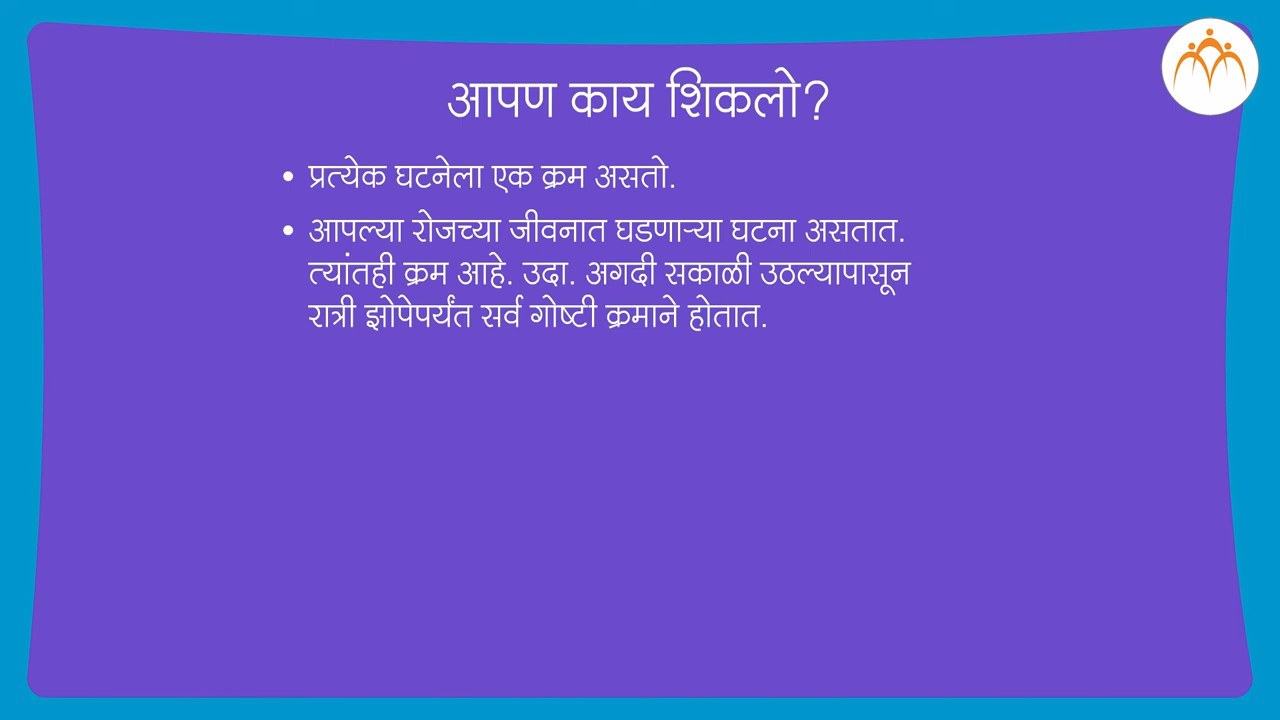 आपण काय शिकलो?
• प्रत्येक घटनेला एक क्रम असतो.
• आपल्या रोजच्या जीवनात घडणाऱ्या घटना असतात.
त्यांतही क्रम आहे. उदा. अगदी सकाळी उठल्यापासून
रात्री झोपेपर्यंत सर्व गोष्टी क्रमाने होतात.